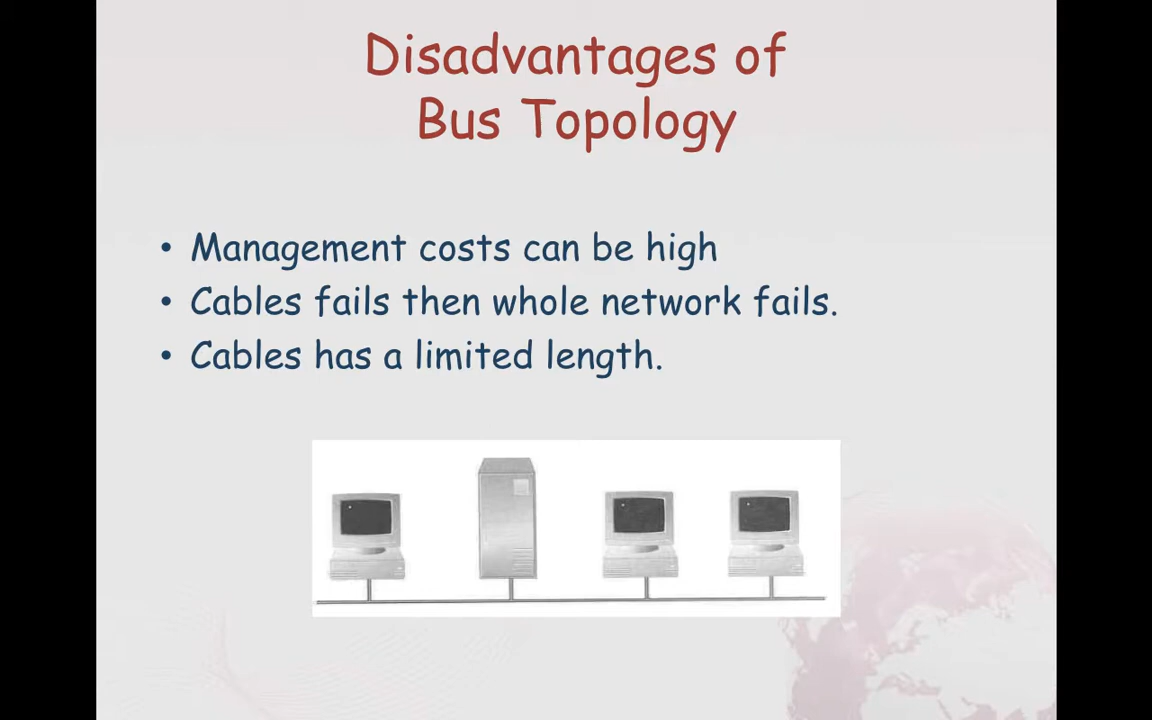 Disadvantages of
Bus Topology
• Management costs can be high
• Cables fails then whole network fails.
• Cables has a limited length.